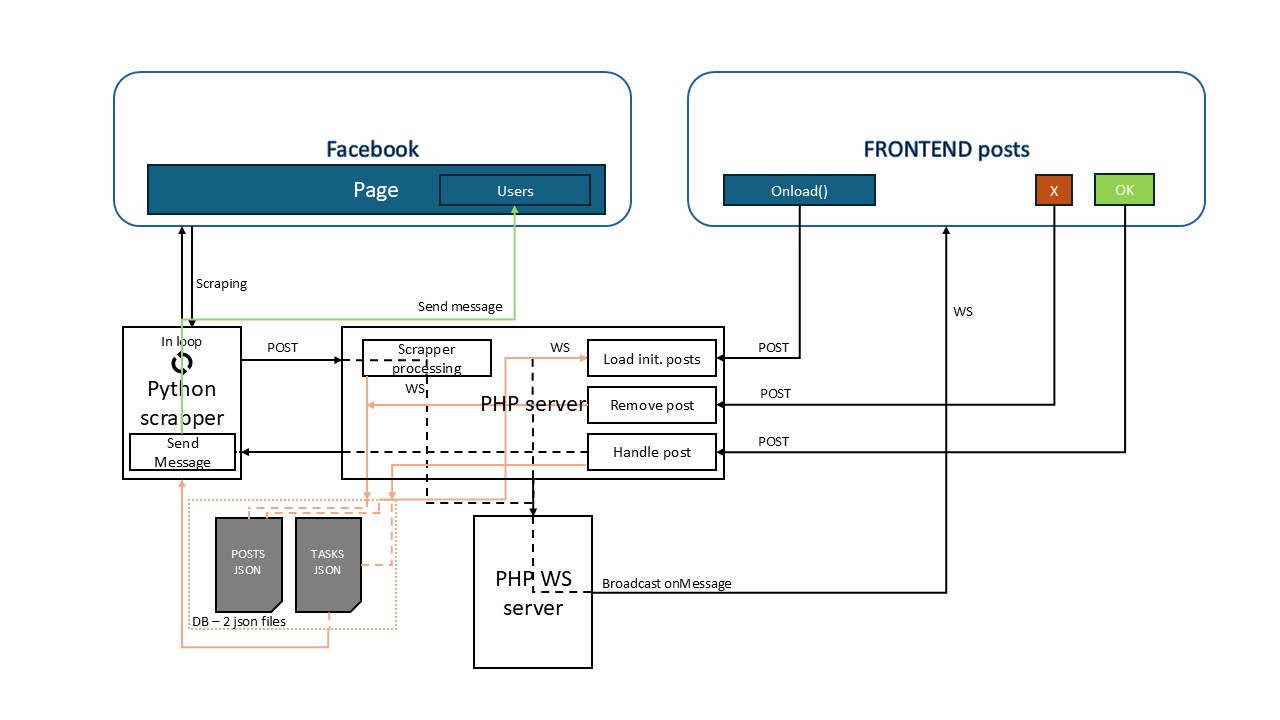 Facebook
FRONTEND posts
Page
Users
Onload()
X
OK
Scraping
Send message
WS
In loop
POST
Scrapper
processing
WS
Load init. posts
POST
Python
scrapper
WS
PHP server
Remove post
POST
Send
Message
Handle post
POST
POSTS
JSON
TASKS
JSON
PHP WS
server
Broadcast onMessage
DB – 2 json files